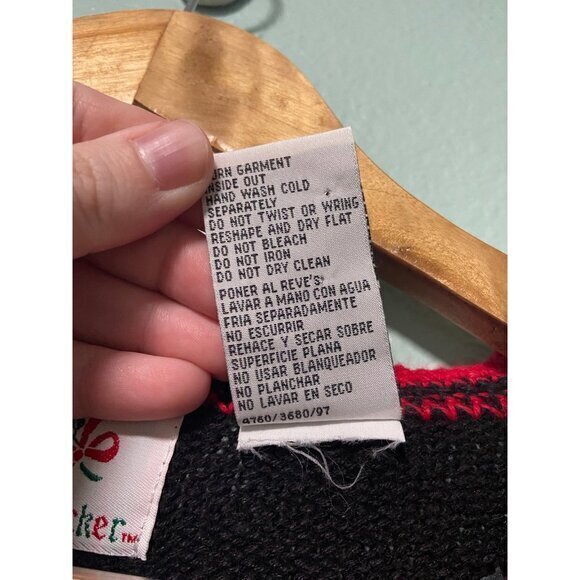 TURN GARMENT
INSIDE OUT
HAND WASH COLD
SEPARATELY
DO NOT TWIST OR WRING
RESHAPE AND DRY FLAT
DO NOT BLEACH
DO NOT IRON
DO NOT DRY CLEAN
PONER AL REVE'S
LAVAR A MANO CON AGUA
FRIA SEPARADAMENTE
NO ESCURRIR
REHACE Y SECAR SOBRE
SUPERFICIE PLANA
NO USAR BLANQUEADOR
NO PLANCHAR
NO LAVAR EN SECO
4760/3680/97